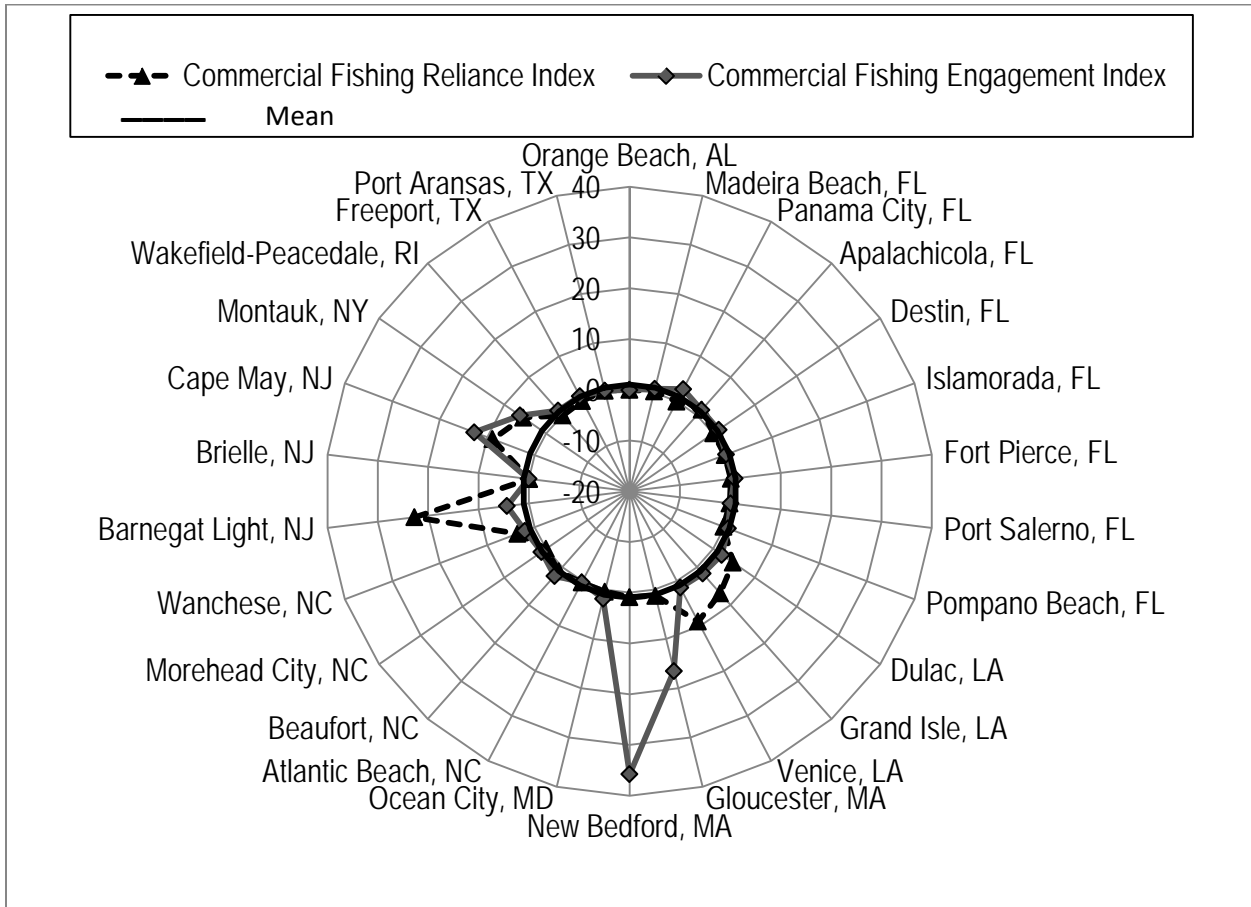 Commercial Fishing Reliance Index
Commercial Fishing Engagement Index
Mean
Orange Beach, AL
Madeira Beach, FL
Panama City, FL
Apalachicola, FL
Destin, FL
Islamorada, FL
Fort Pierce, FL
Port Salerno, FL
Pompano Beach, FL
Dulac, LA
Grand Isle, LA
Venice, LA
Gloucester, MA
New Bedford, MA
Ocean City, MD
Atlantic Beach, NC
Beaufort, NC
Morehead City, NC
Wanchese, NC
Barnegat Light, NJ
Brielle, NJ
Cape May, NJ
Montauk, NY
Wakefield-Peacedale, RI
Freeport, TX
Port Aransas, TX
40
30
20
10
0
-10
-20